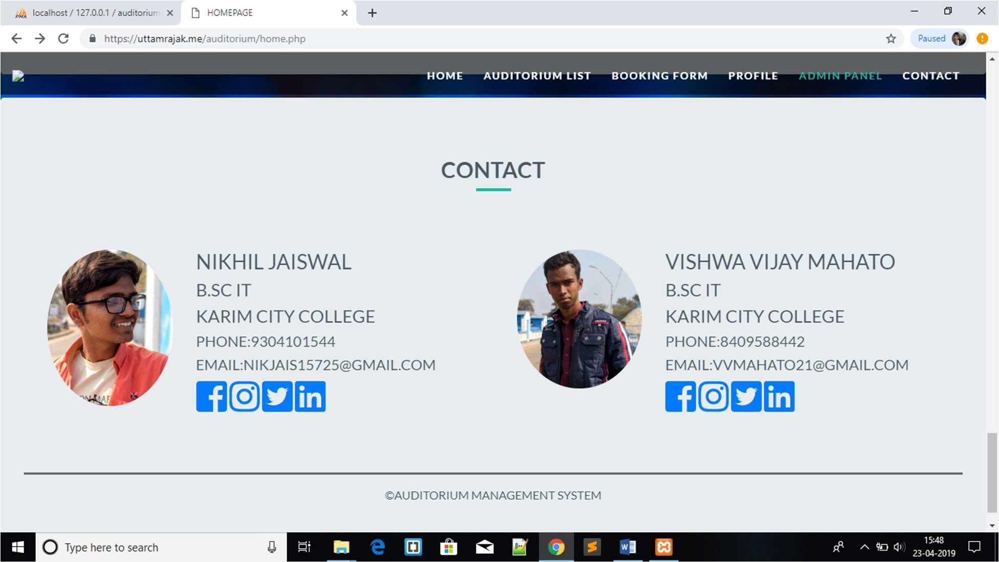 localhost / 127.0.0.1 / auditorium
HOMEPAGE
https://uttamrajak.me/auditorium/home.php
Paused
HOME AUDITORIUM LIST BOOKING FORM PROFILE ADMIN PANEL CONTACT
CONTACT
NIKHIL JAISWAL
B.SC IT
KARIM CITY COLLEGE
PHONE:9304101544
EMAIL:NIKJAIS15725@GMAIL.COM
VISHWA VIJAY MAHATO
B.SC IT
KARIM CITY COLLEGE
PHONE:8409588442
EMAIL:VVMAHATO21@GMAIL.COM
©AUDITORIUM MANAGEMENT SYSTEM
Type here to search
15:48
23-04-2019